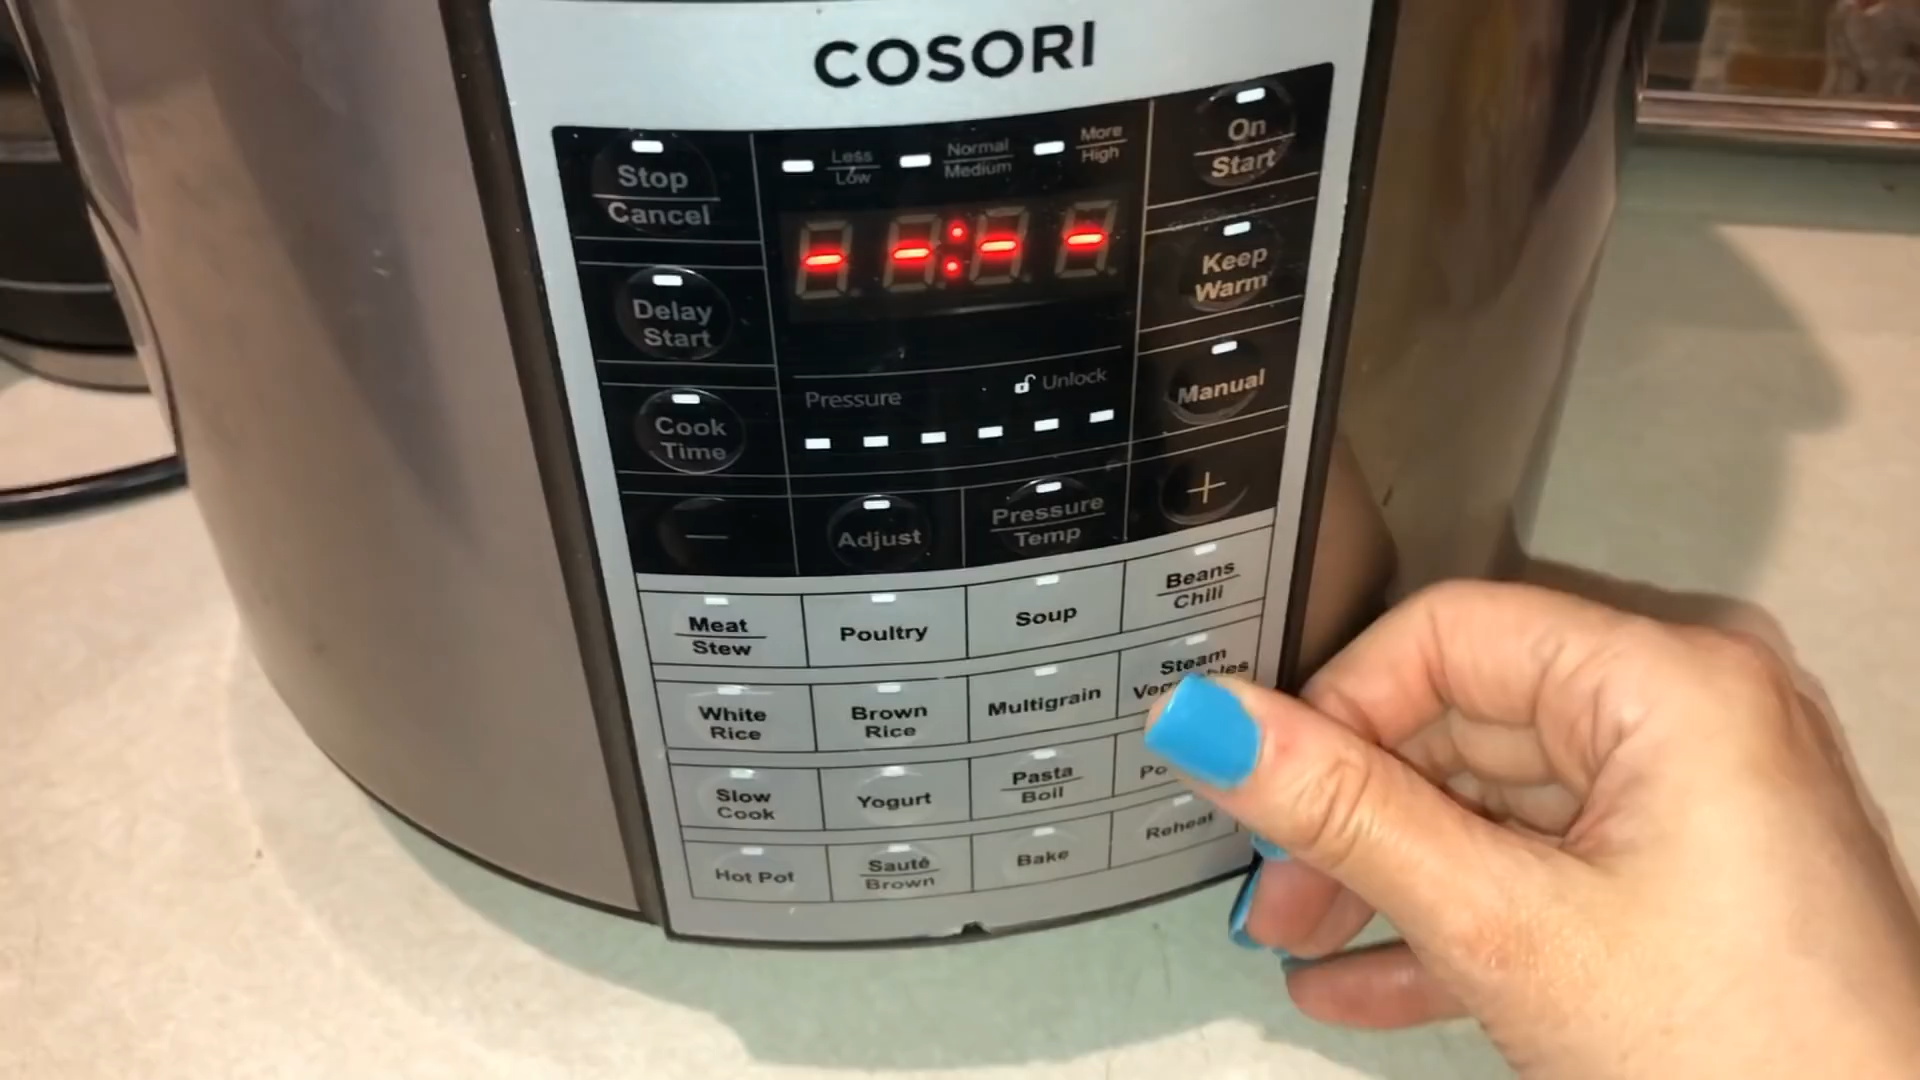 COSORI
Stop
Cancel
Less
Low
Normal
Medium
More
High
On
Start
Delay
Start
Keep
Warm
Cook
Time
Pressure
Unlock
Manual
−
Adjust
Pressure
Temp
+
Meat
Stew
Poultry
Soup
Beans
Chili
White
Rice
Brown
Rice
Multigrain
Steam
Slow
Cook
Yogurt
Pasta
Boil
Hot Pot
Sauté
Brown
Bake
Reheat